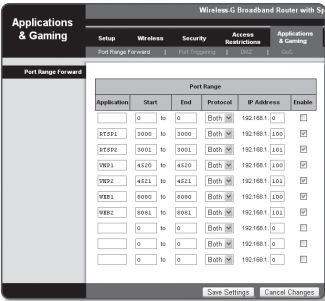 Wireless-G Broadband Router with Sp
Applications & Gaming
Setup Wireless Security Access Restrictions Applications & Gaming
Port Range Forward | Port Triggering | DMZ | QoS
Port Range Forward
Port Range
Application Start End Protocol IP Address Enable
0 to 0 Both 192.168.1. 0
RTSP1 3000 to 3000 Both 192.168.1. 100
RTSP2 3001 to 3001 Both 192.168.1. 101
VNP1 4520 to 4520 Both 192.168.1. 100
VNP2 4521 to 4521 Both 192.168.1. 101
WEB1 8080 to 8080 Both 192.168.1. 100
WEB2 8081 to 8081 Both 192.168.1. 101
0 to 0 Both 192.168.1. 0
0 to 0 Both 192.168.1. 0
0 to 0 Both 192.168.1. 0
Save Settings Cancel Changes